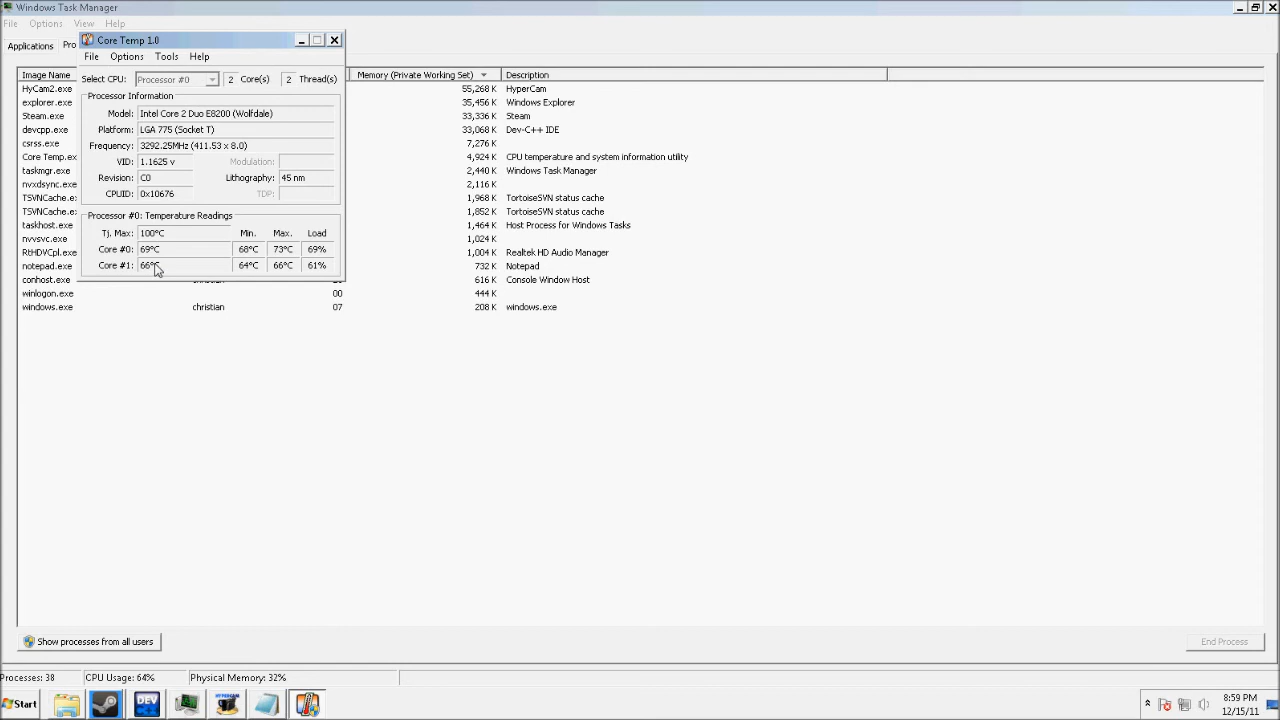 Windows Task Manager
File Options View Help
Applications Pro
Core Temp 1.0
File Options Tools Help
Select CPU: Processor #0 2 Core(s) 2 Thread(s)
Processor Information
Model: Intel Core 2 Duo E8200 (Wolfdale)
Platform: LGA 775 (Socket T)
Frequency: 3292.25MHz (411.53 x 8.0)
VID: 1.1625 v Modulation:
Revision: C0 Lithography: 45 nm
CPUID: 0x10676 TDP:
Processor #0: Temperature Readings
Tj. Max: 100°C Min. Max. Load
Core #0: 69°C 68°C 73°C 69%
Core #1: 66°C 64°C 66°C 61%
Image Name Memory (Private Working Set) Description
HyCam2.exe 55,268 K HyperCam
explorer.exe 35,456 K Windows Explorer
Steam.exe 33,336 K Steam
devcpp.exe 33,068 K Dev-C++ IDE
csrss.exe 7,276 K
Core Temp.exe 4,924 K CPU temperature and system information utility
taskmgr.exe 2,440 K Windows Task Manager
nvxdsync.exe 2,116 K
TSVNCache.e 1,968 K TortoiseSVN status cache
TSVNCache.e 1,852 K TortoiseSVN status cache
taskhost.exe 1,464 K Host Process for Windows Tasks
nvvsvc.exe 1,024 K
RtHDVCpl.exe 1,004 K Realtek HD Audio Manager
notepad.exe 732 K Notepad
conhost.exe 616 K Console Window Host
winlogon.exe 00 444 K
windows.exe christian 07 208 K windows.exe
Show processes from all users End Process
Processes: 38 CPU Usage: 64% Physical Memory: 32%
Start DEV HYPERCAM 8:59 PM
12/15/11